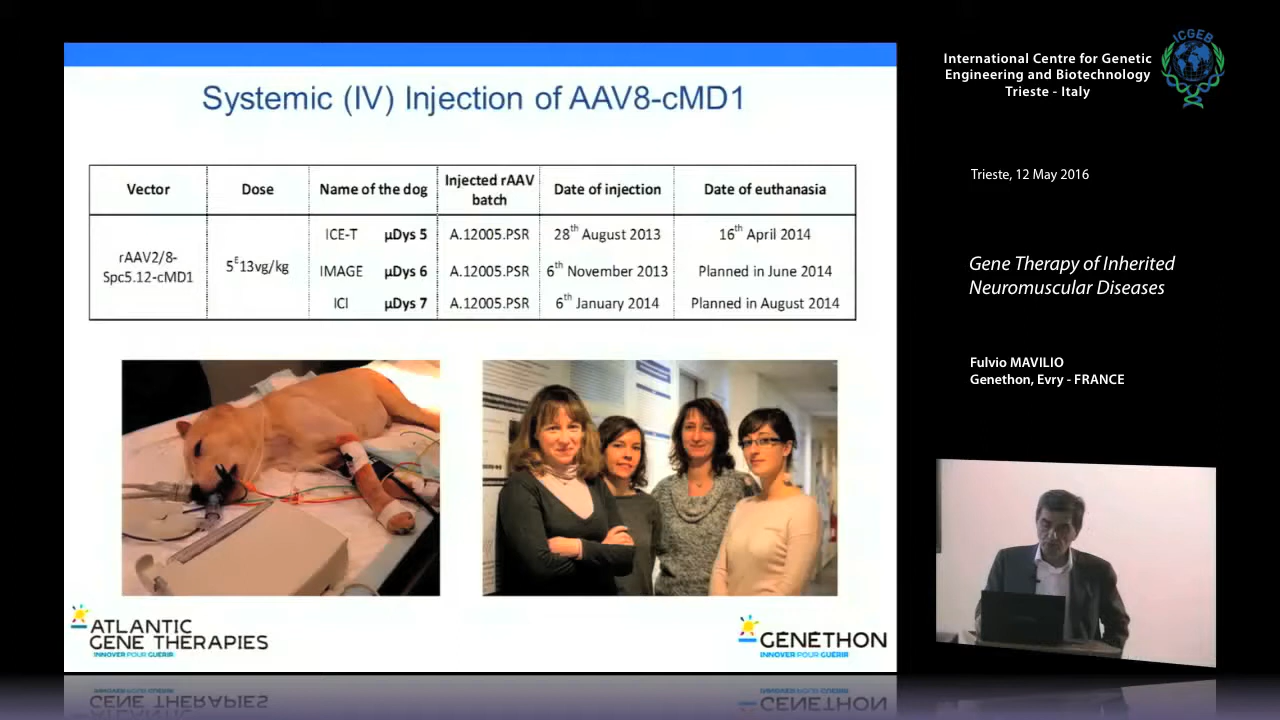 Systemic (IV) Injection of AAV8-cMD1
Vector
Dose
Name of the dog
Injected rAAV
batch
Date of injection
Date of euthanasia
rAAV2/8-
Spc5.12-cMD1
5ᴱ13vg/kg
ICE-T µDys 5 A.12005.PSR 28th August 2013 16th April 2014
IMAGE µDys 6 A.12005.PSR 6th November 2013 Planned in June 2014
ICI µDys 7 A.12005.PSR 6th January 2014 Planned in August 2014
ATLANTIC
GENE THERAPIES
INNOVER POUR GUÉRIR
GÉNÉTHON
INNOVER POUR GUÉRIR
International Centre for Genetic
Engineering and Biotechnology
Trieste - Italy
ICGEB
Trieste, 12 May 2016
Gene Therapy of Inherited
Neuromuscular Diseases
Fulvio MAVILIO
Genethon, Evry - FRANCE